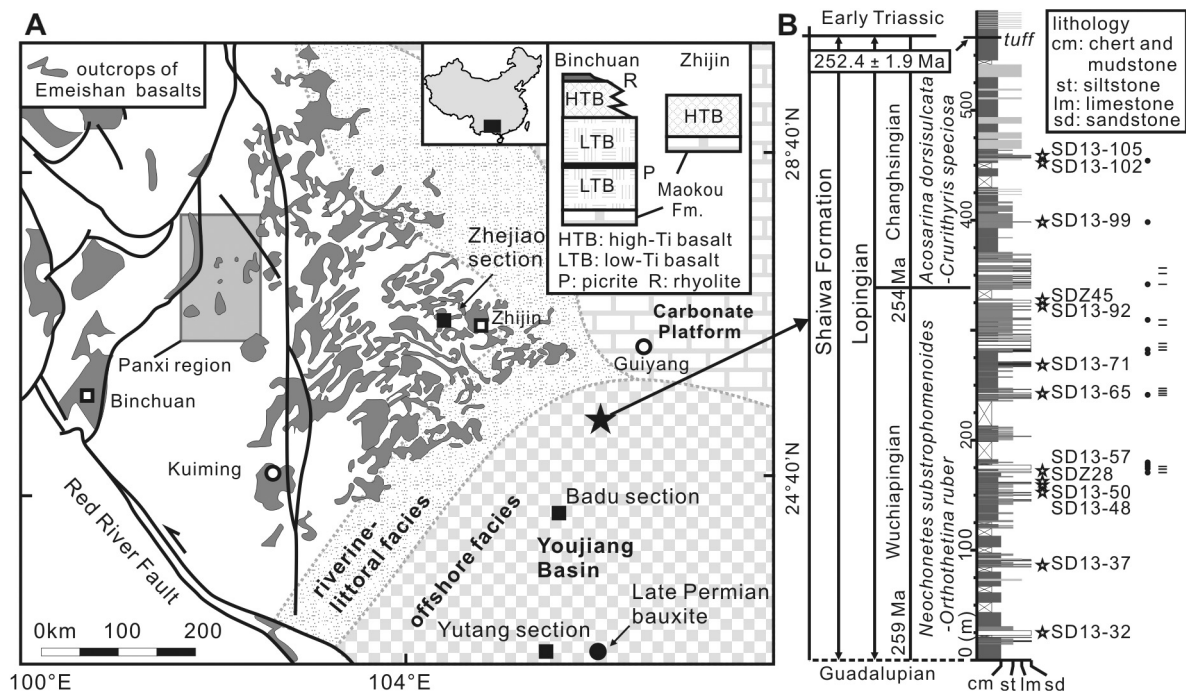 A
outcrops of
Emeishan basalts
Binchuan
Zhijin
R
HTB
LTB
LTB
P
HTB
Maokou
Fm.
HTB: high-Ti basalt
LTB: low-Ti basalt
P: picrite R: rhyolite
28°40'
24°40'
Zhejiao
section
Zhijin
Carbonate
Platform
Guiyang
Panxi region
Binchuan
Kuiming
Red River Fault
riverine-
littoral facies
offshore facies
Badu section
Youjiang
Basin
Late Permian
bauxite
Yutang section
0km 100 200
100°E
104°E
B
Early Triassic
252.4 ± 1.9 Ma
tuff
lithology
cm: chert and
mudstone
st: siltstone
lm: limestone
sd: sandstone
Shaiwa Formation
Lopingian
Changhsingian
254 Ma
Wuchiapingian
259 Ma
Acosarina dorsisulcata
-Crurithyris speciosa
Neochonetes substrophomenoides
-Orthothetina ruber
500
400
200
100
0 (m)
SD13-105
SD13-102
SD13-99
SDZ45
SD13-92
SD13-71
SD13-65
SD13-57
SDZ28
SD13-50
SD13-48
SD13-37
SD13-32
Guadalupian
cm st lm sd